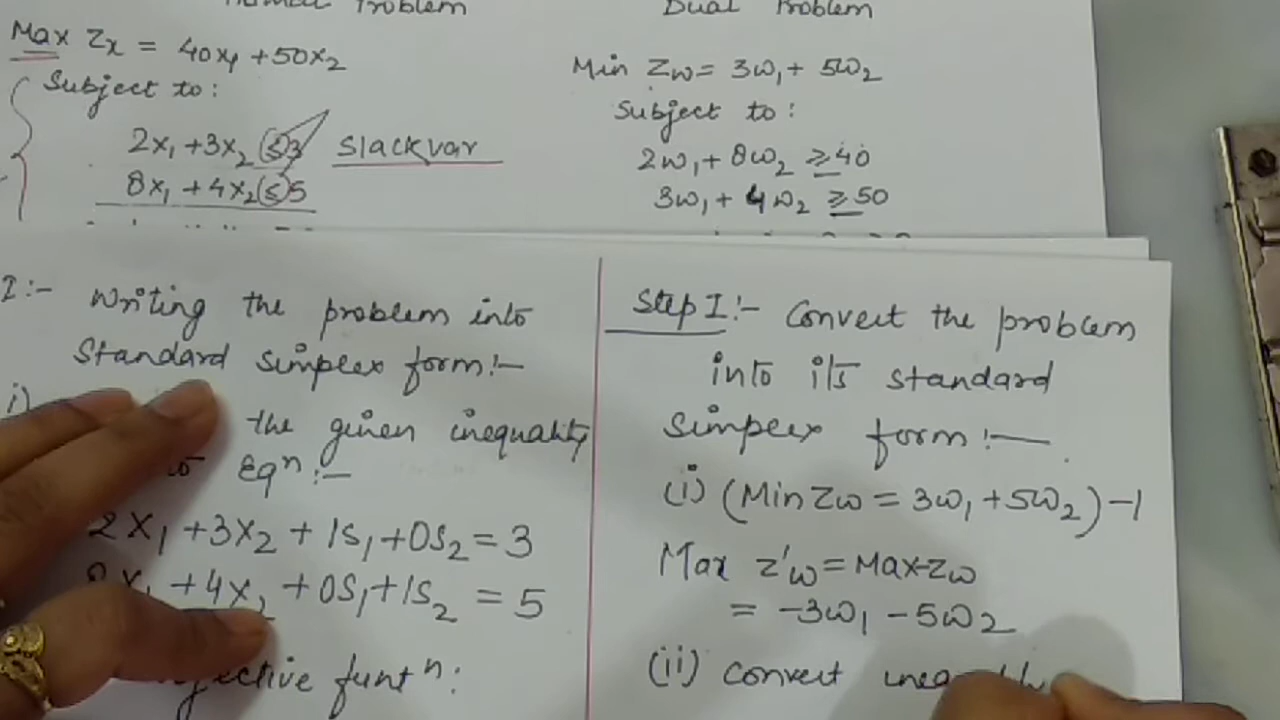 Problem
Max Zx = 40x1 + 50x2
Subject to:
2x1 + 3x2 ≤ 3 Slack var
8x1 + 4x2 ≤ 5
I:- Writing the problem into
Standard Simplex form:-
i) the given inequality
Eqn:-
2x1 + 3x2 + 1s1 + 0s2 = 3
+ 4x2 + 0s1 + 1s2 = 5
funtn:
Dual Problem
Min Zw = 3w1 + 5w2
Subject to:
2w1 + 8w2 ≥ 40
3w1 + 4w2 ≥ 50
Step I:- Convert the problem
into its standard
simplex form:-
(i) (Min Zw = 3w1 + 5w2) -1
Max Z'w = Max-Zw
= -3w1 - 5w2
(ii) convert